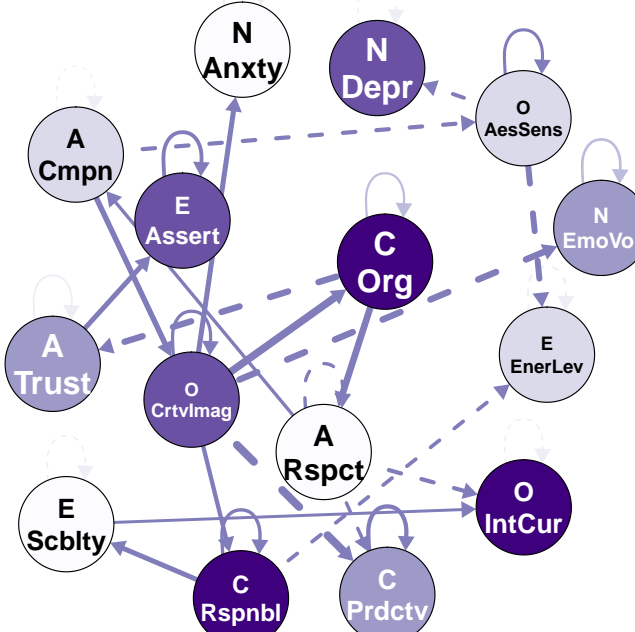 N
Anxty
N
Depr
O
AesSens
A
Cmpn
E
Assert
N
EmoVo
C
Org
A
Trust
E
EnerLev
O
CrtvImag
A
Rspct
O
IntCur
E
Scblty
C
Rspnbl
C
Prdctv